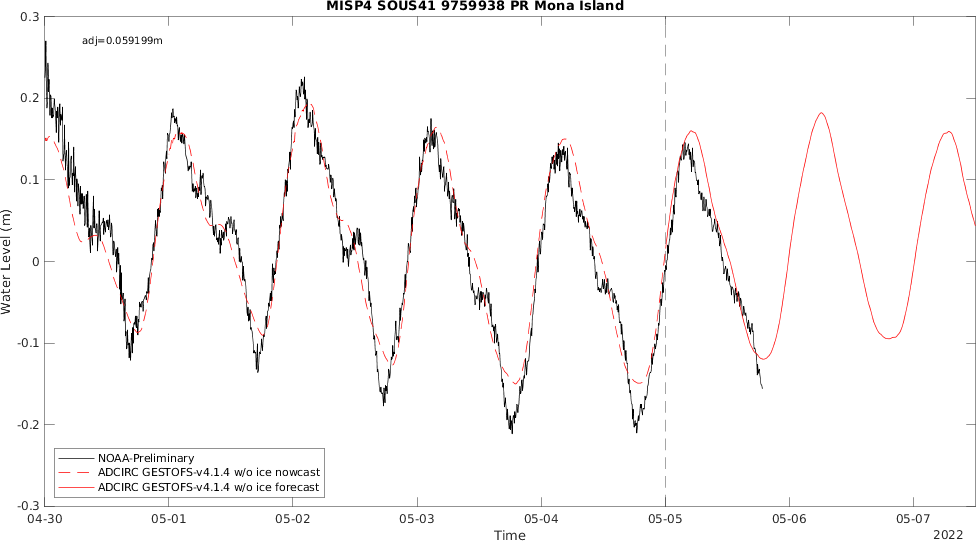 MISP4 SOUS41 9759938 PR Mona Island
adj=0.059199m
0.3
0.2
0.1
0
-0.1
-0.2
-0.3
Water Level (m)
NOAA-Preliminary
ADCIRC GESTOFS-v4.1.4 w/o ice nowcast
ADCIRC GESTOFS-v4.1.4 w/o ice forecast
04-30 05-01 05-02 05-03 05-04 05-05 05-06 05-07
Time
2022